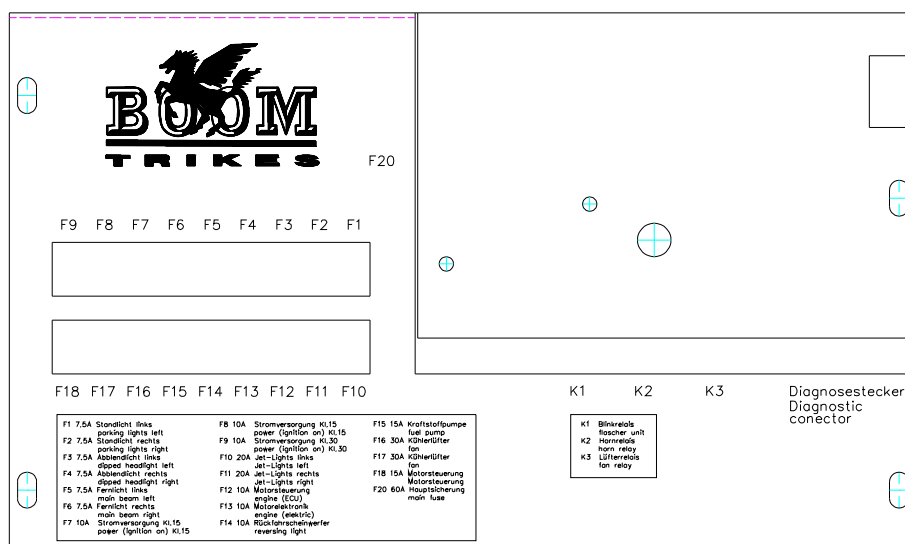 BOOM
TRIKES
F20
F9 F8 F7 F6 F5 F4 F3 F2 F1
F18 F17 F16 F15 F14 F13 F12 F11 F10
K1 K2 K3
Diagnosestecker
Diagnostic
conector
F1 7,5A Standlicht links
parking lights left
F2 7,5A Standlicht rechts
parking lights right
F3 7,5A Abblendlicht links
dipped headlight left
F4 7,5A Abblendlicht rechts
dipped headlight right
F5 7,5A Fernlicht links
main beam left
F6 7,5A Fernlicht rechts
main beam right
F7 10A Stromversorgung Kl.15
power (ignition on) Kl.15
F8 10A Stromversorgung Kl.15
power (ignition on) Kl.15
F9 10A Stromversorgung Kl.30
power (ignition on) Kl.30
F10 20A Jet-Lights links
Jet-Lights left
F11 20A Jet-Lights rechts
Jet-Lights right
F12 10A Motorsteuerung
engine (ECU)
F13 10A Motorelektronik
engine (elektric)
F14 10A Rückfahrscheinwerfer
reversing light
F15 15A Kraftstoffpumpe
fuel pump
F16 30A Kühlerlüfter
fan
F17 30A Kühlerlüfter
fan
F18 15A Motorsteuerung
Motorsteuerung
F20 60A Hauptsicherung
main fuse
K1 Blinkrelais
flascher unit
K2 Hornrelais
horn relay
K3 Lüfterrelais
fan relay